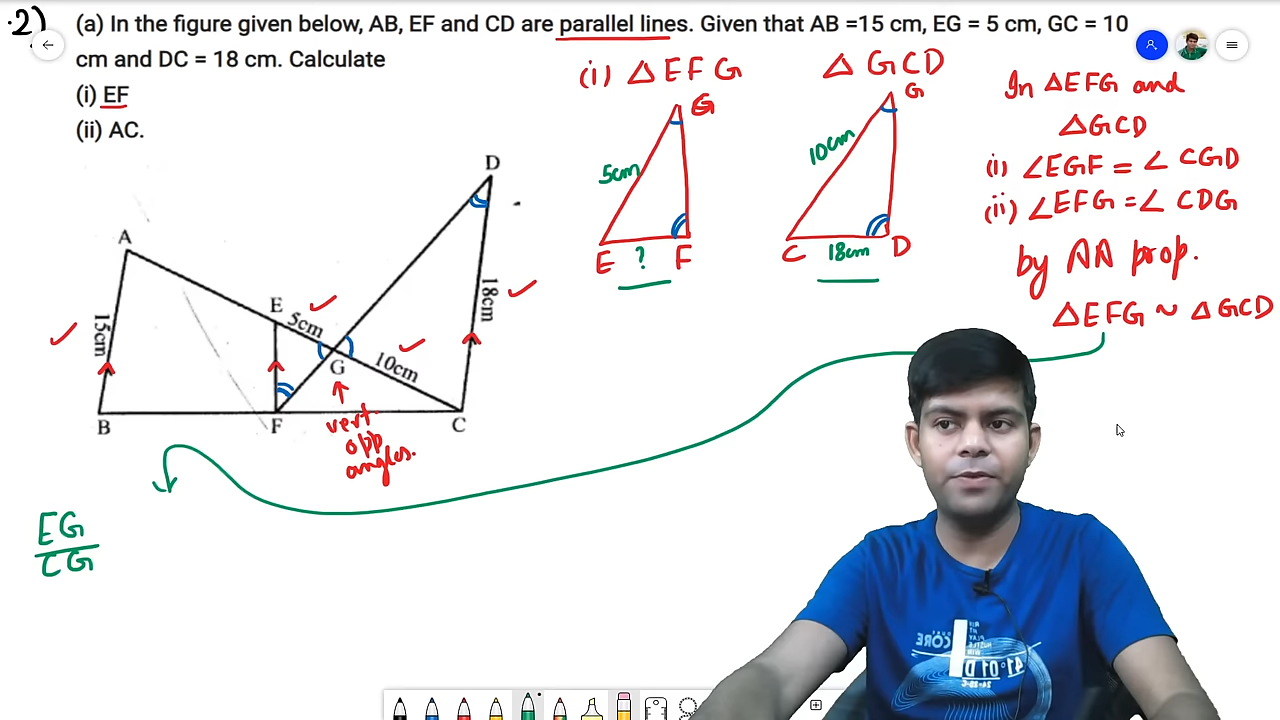 .2)
(a) In the figure given below, AB, EF and CD are parallel lines. Given that AB =15 cm, EG = 5 cm, GC = 10
cm and DC = 18 cm. Calculate
(i) EF
(ii) AC.
(i) △ EFG
△ GCD
G
5cm
E ? F
G
10cm
C 18cm D
In △EFG and
△GCD
(i) ∠EGF = ∠ CGD
(ii) ∠EFG = ∠ CDG
by AA prop.
△EFG ~ △GCD
D
A
E
5cm
18cm
15cm
G
10cm
B
F
C
vert
opp
angles.
EG
CG
CORE
41°01'D